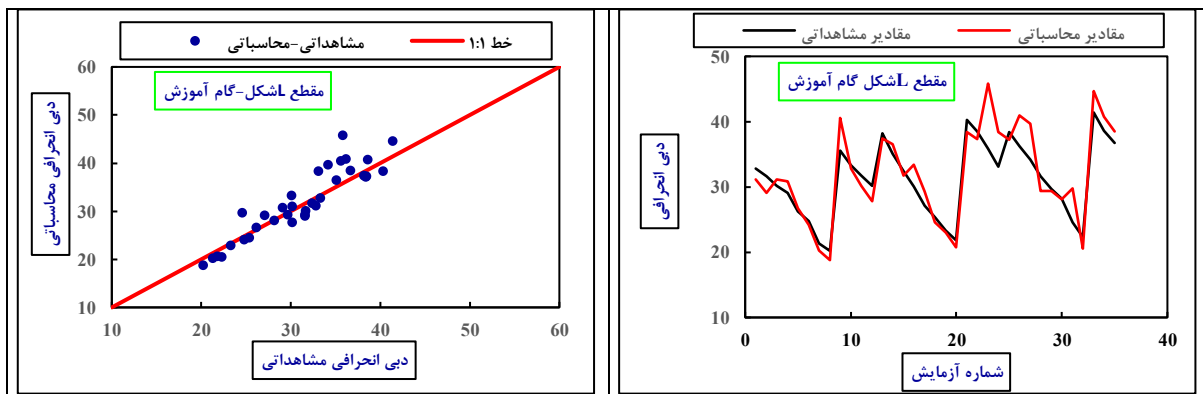 مشاهداتی-محاسباتی
خط ۱:۱
مقطع Lشکل-گام آموزش
دبی انحرافی محاسباتی
60
50
40
30
20
10
10 20 30 40 50 60
دبی انحرافی مشاهداتی
مقادیر مشاهداتی
مقادیر محاسباتی
مقطع Lشکل گام آموزش
دبی انحرافی
50
40
30
20
10
0 10 20 30 40
شماره آزمایش